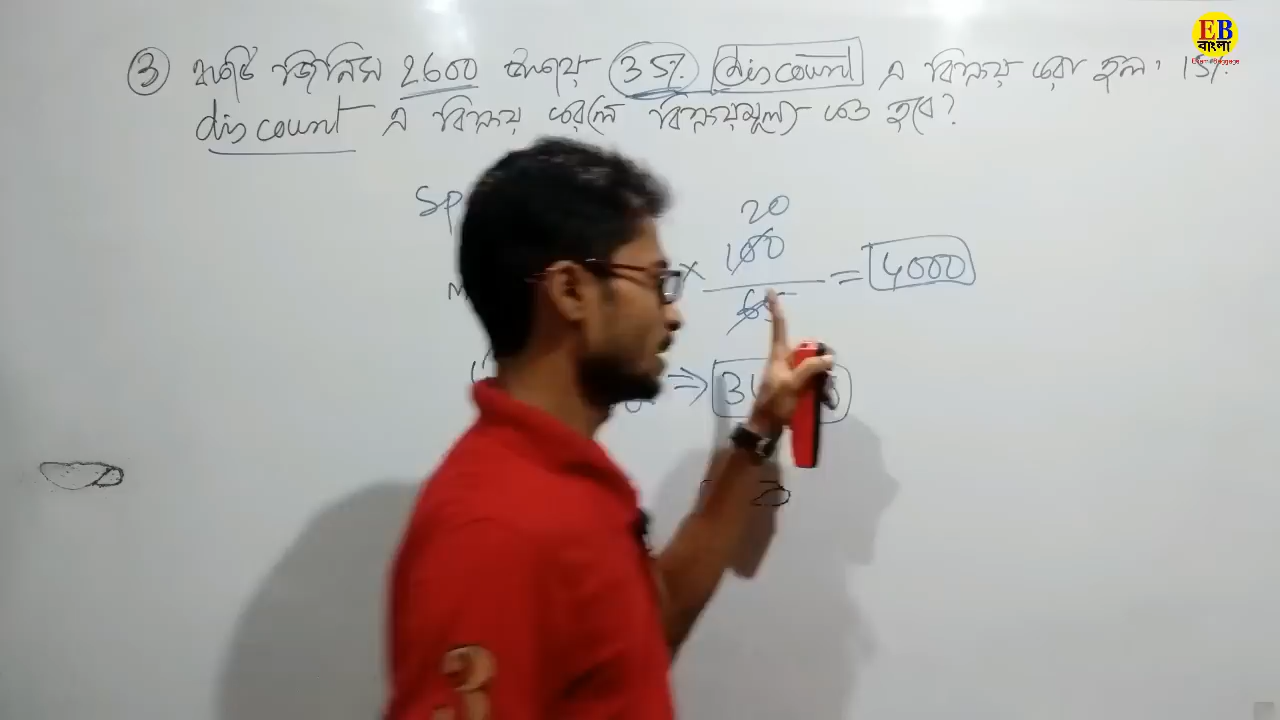 ③ একটি জিনিস 2600 টাকায় 35% discount এ বিক্রয় করা হল। 15%
discount এ বিক্রয় করলে বিক্রয়মূল্য কত হবে?
SP
20
× 100 / 65 = 4000
⇒ 34
EB
বাংলা